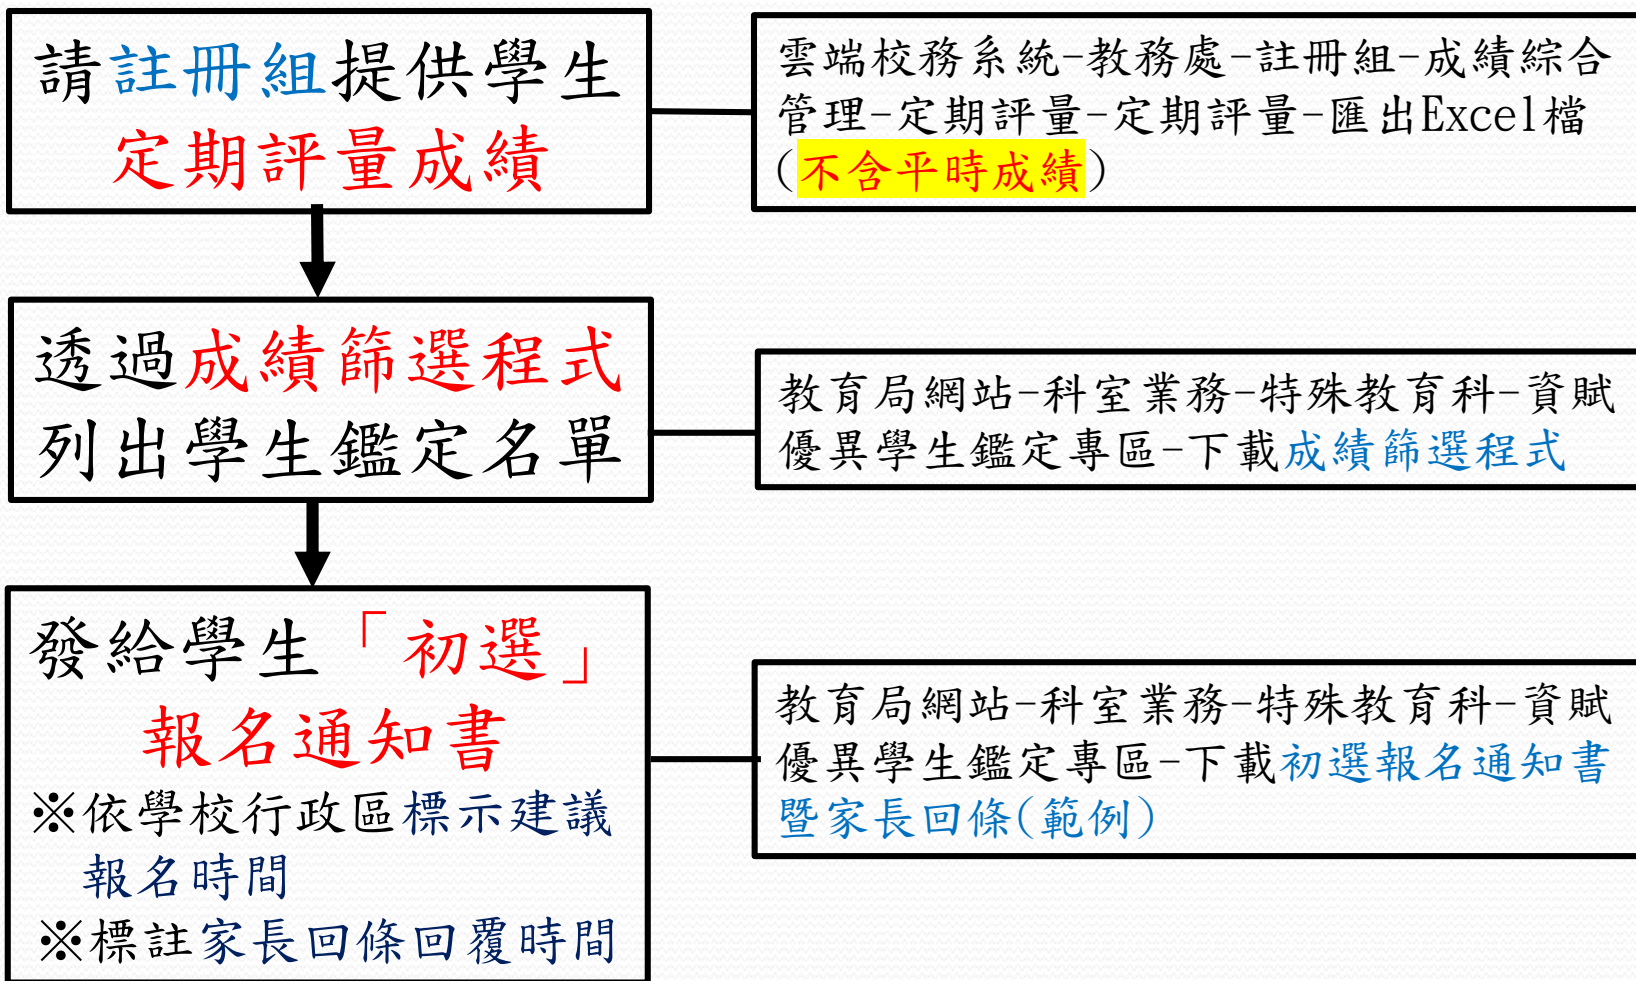 請註冊組提供學生
定期評量成績
雲端校務系統-教務處-註冊組-成績綜合
管理-定期評量-定期評量-匯出Excel檔
(不含平時成績)
透過成績篩選程式
列出學生鑑定名單
教育局網站-科室業務-特殊教育科-資賦
優異學生鑑定專區-下載成績篩選程式
發給學生「初選」
報名通知書
※依學校行政區標示建議
報名時間
※標註家長回條回覆時間
教育局網站-科室業務-特殊教育科-資賦
優異學生鑑定專區-下載初選報名通知書
暨家長回條(範例)